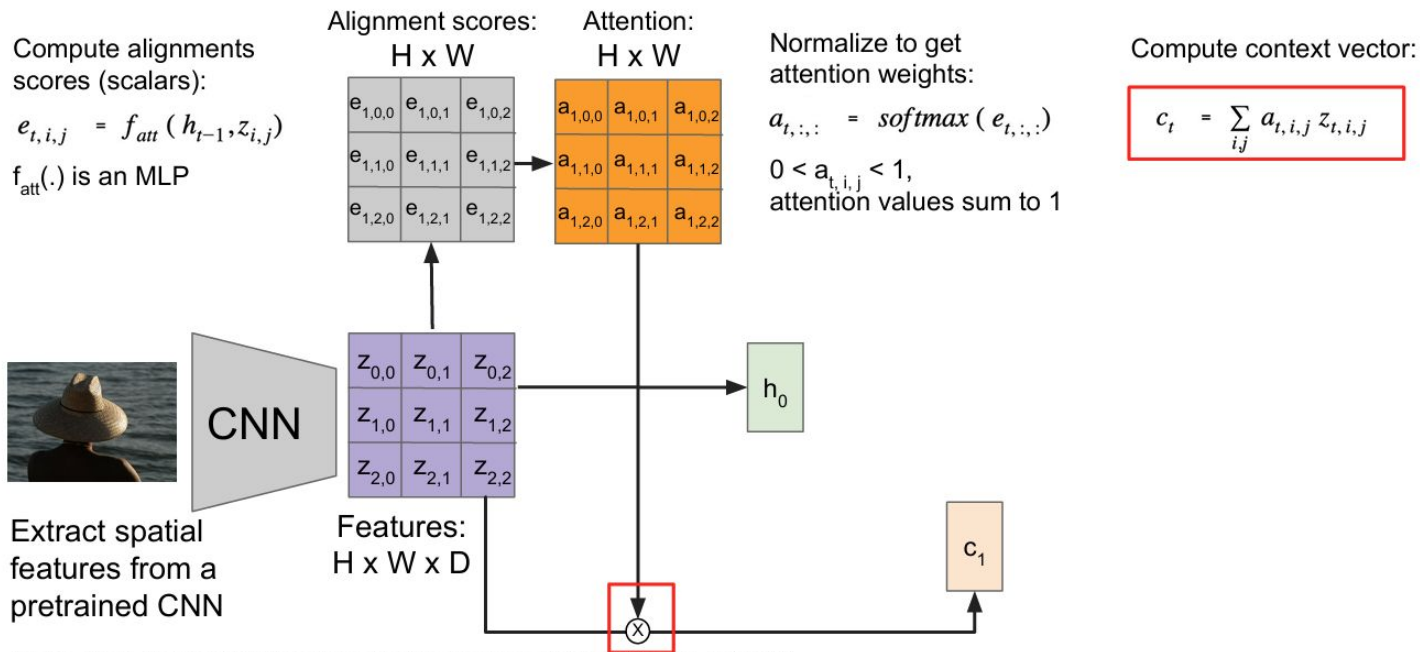 Compute alignments
scores (scalars):
e_{t,i,j} = f_{att} (h_{t-1}, z_{i,j})
f_{att}(.) is an MLP
Alignment scores:
H x W
e_{1,0,0} e_{1,0,1} e_{1,0,2}
e_{1,1,0} e_{1,1,1} e_{1,1,2}
e_{1,2,0} e_{1,2,1} e_{1,2,2}
Attention:
H x W
a_{1,0,0} a_{1,0,1} a_{1,0,2}
a_{1,1,0} a_{1,1,1} a_{1,1,2}
a_{1,2,0} a_{1,2,1} a_{1,2,2}
Normalize to get
attention weights:
a_{t,:,:} = softmax (e_{t,:,:})
0 < a_{t, i, j} < 1,
attention values sum to 1
Compute context vector:
c_t = ∑_{i,j} a_{t,i,j} z_{t,i,j}
CNN
z_{0,0} z_{0,1} z_{0,2}
z_{1,0} z_{1,1} z_{1,2}
z_{2,0} z_{2,1} z_{2,2}
h_0
Extract spatial
features from a
pretrained CNN
Features:
H x W x D
X
c_1